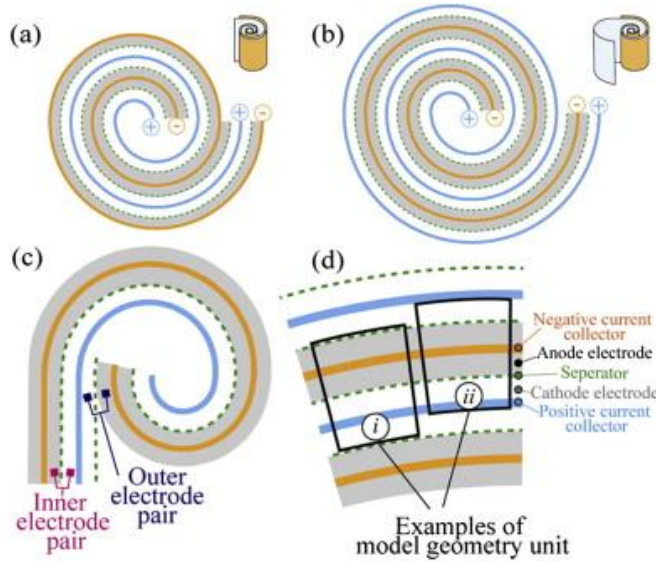 (a)
(b)
+
-
+
-
+
-
-
+
(c)
(d)
Negative current
collector
Anode electrode
Seperator
Cathode electrode
Positive current
collector
i
ii
Outer
electrode
pair
Inner
electrode
pair
Examples of
model geometry unit